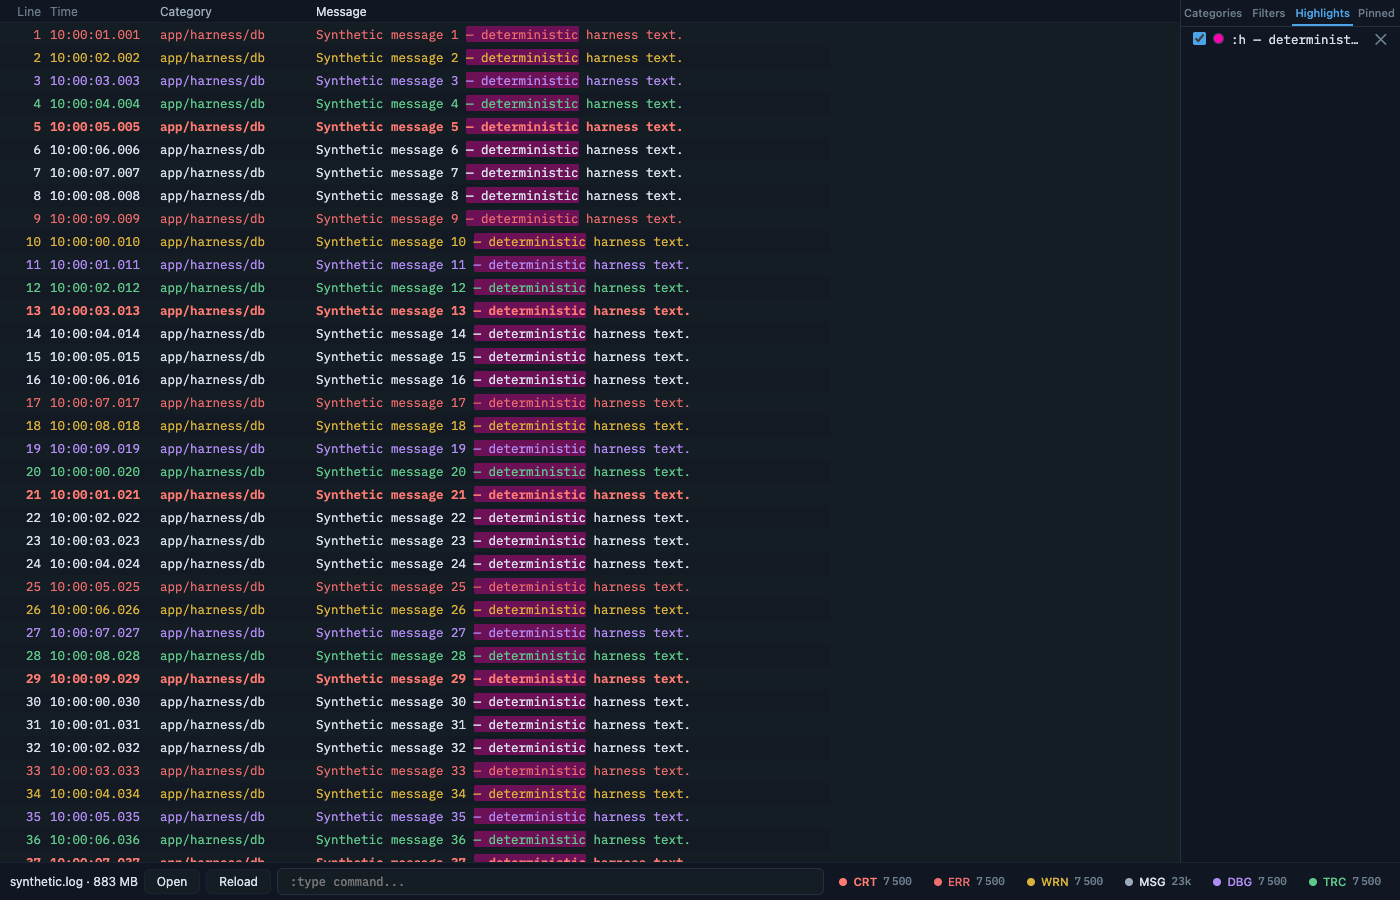 Line Time Category Message
1 10:00:01.001 app/harness/db Synthetic message 1 — deterministic harness text.
2 10:00:02.002 app/harness/db Synthetic message 2 — deterministic harness text.
3 10:00:03.003 app/harness/db Synthetic message 3 — deterministic harness text.
4 10:00:04.004 app/harness/db Synthetic message 4 — deterministic harness text.
5 10:00:05.005 app/harness/db Synthetic message 5 — deterministic harness text.
6 10:00:06.006 app/harness/db Synthetic message 6 — deterministic harness text.
7 10:00:07.007 app/harness/db Synthetic message 7 — deterministic harness text.
8 10:00:08.008 app/harness/db Synthetic message 8 — deterministic harness text.
9 10:00:09.009 app/harness/db Synthetic message 9 — deterministic harness text.
10 10:00:00.010 app/harness/db Synthetic message 10 — deterministic harness text.
11 10:00:01.011 app/harness/db Synthetic message 11 — deterministic harness text.
12 10:00:02.012 app/harness/db Synthetic message 12 — deterministic harness text.
13 10:00:03.013 app/harness/db Synthetic message 13 — deterministic harness text.
14 10:00:04.014 app/harness/db Synthetic message 14 — deterministic harness text.
15 10:00:05.015 app/harness/db Synthetic message 15 — deterministic harness text.
16 10:00:06.016 app/harness/db Synthetic message 16 — deterministic harness text.
17 10:00:07.017 app/harness/db Synthetic message 17 — deterministic harness text.
18 10:00:08.018 app/harness/db Synthetic message 18 — deterministic harness text.
19 10:00:09.019 app/harness/db Synthetic message 19 — deterministic harness text.
20 10:00:00.020 app/harness/db Synthetic message 20 — deterministic harness text.
21 10:00:01.021 app/harness/db Synthetic message 21 — deterministic harness text.
22 10:00:02.022 app/harness/db Synthetic message 22 — deterministic harness text.
23 10:00:03.023 app/harness/db Synthetic message 23 — deterministic harness text.
24 10:00:04.024 app/harness/db Synthetic message 24 — deterministic harness text.
25 10:00:05.025 app/harness/db Synthetic message 25 — deterministic harness text.
26 10:00:06.026 app/harness/db Synthetic message 26 — deterministic harness text.
27 10:00:07.027 app/harness/db Synthetic message 27 — deterministic harness text.
28 10:00:08.028 app/harness/db Synthetic message 28 — deterministic harness text.
29 10:00:09.029 app/harness/db Synthetic message 29 — deterministic harness text.
30 10:00:00.030 app/harness/db Synthetic message 30 — deterministic harness text.
31 10:00:01.031 app/harness/db Synthetic message 31 — deterministic harness text.
32 10:00:02.032 app/harness/db Synthetic message 32 — deterministic harness text.
33 10:00:03.033 app/harness/db Synthetic message 33 — deterministic harness text.
34 10:00:04.034 app/harness/db Synthetic message 34 — deterministic harness text.
35 10:00:05.035 app/harness/db Synthetic message 35 — deterministic harness text.
36 10:00:06.036 app/harness/db Synthetic message 36 — deterministic harness text.
37 10:00:07.037 app/harness/db Synthetic message 37 — deterministic harness text.
Categories Filters Highlights Pinned
:h — determinist…
synthetic.log · 883 MB Open Reload :type command... CRT 7 500 ERR 7 500 WRN 7 500 MSG 23k DBG 7 500 TRC 7 500